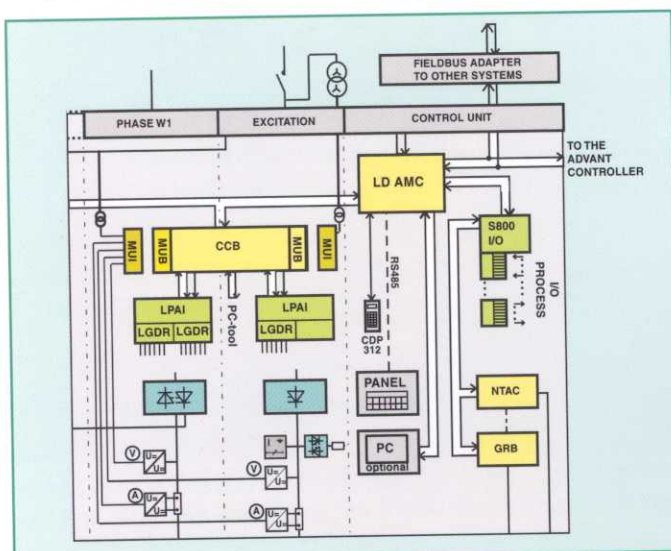 FIELDBUS ADAPTER
TO OTHER SYSTEMS
PHASE W1
EXCITATION
CONTROL UNIT
TO THE
ADVANT
CONTROLLER
LD AMC
S800
I/O
I/O
PROCESS
MUI
MUB
CCB
MUB
MUI
RS485
LPAI
LGDR
LGDR
PC-tool
LPAI
LGDR
CDP
312
PANEL
NTAC
PC
optional
GRB
V
U=
U=
V
U=
U=
A
U=
U=
A
U=
U=